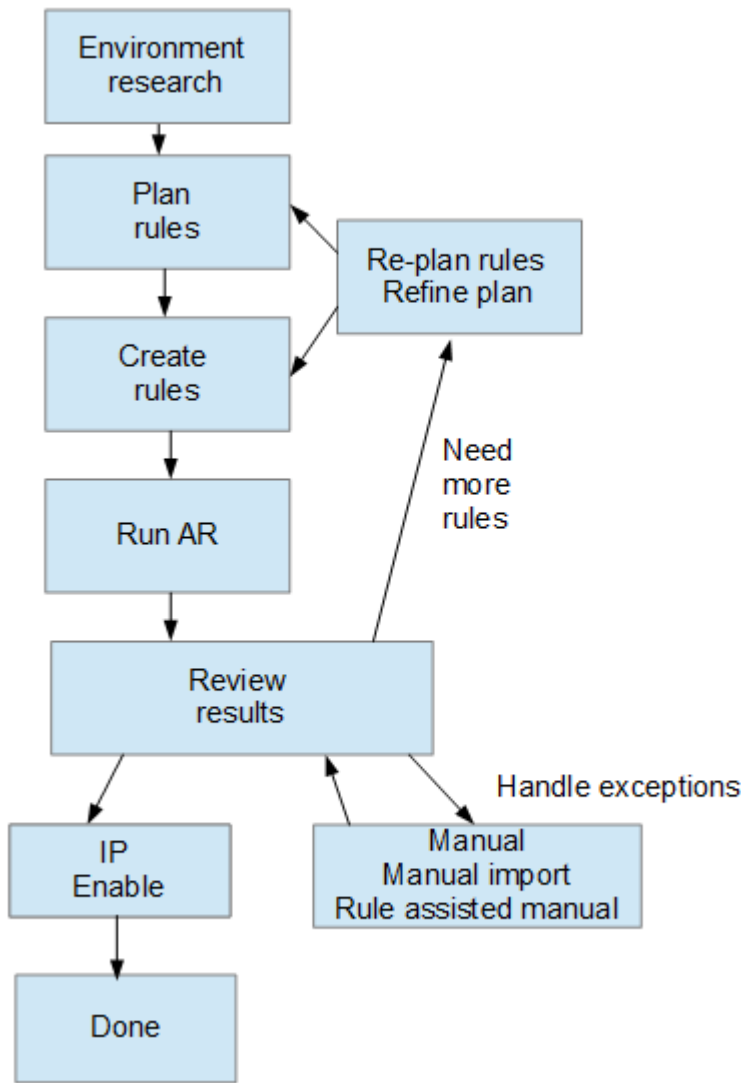 Environment
research
Plan
rules
Re-plan rules
Refine plan
Create
rules
Need
more
rules
Run AR
Review
results
Handle exceptions
IP
Enable
Manual
Manual import
Rule assisted manual
Done